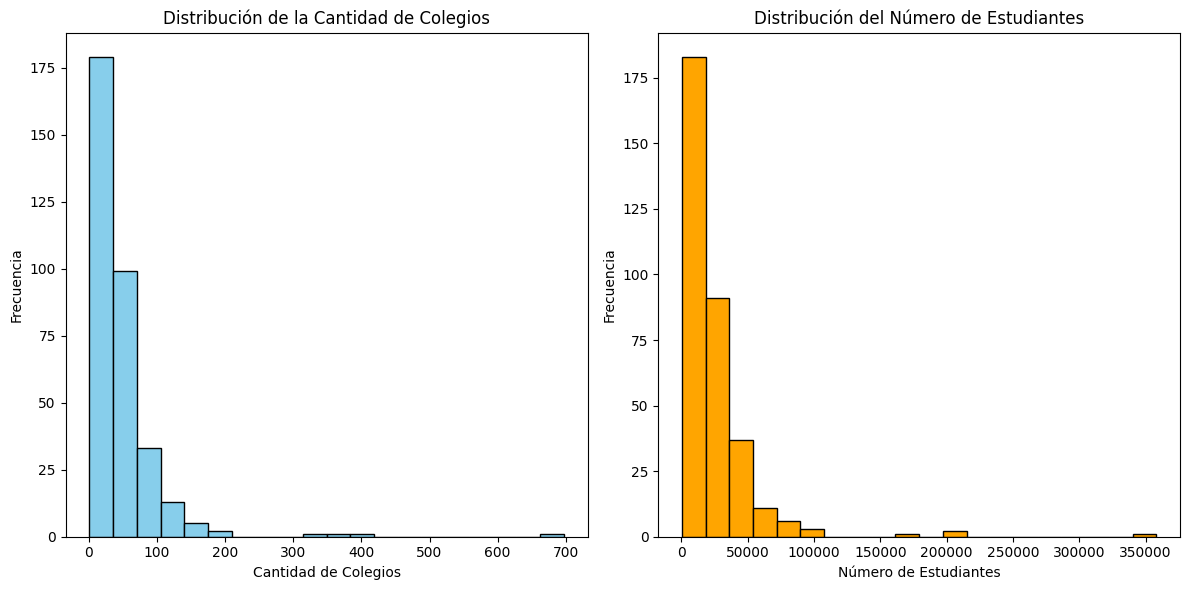 Distribución de la Cantidad de Colegios
175
150
125
100
75
50
25
0
Frecuencia
0 100 200 300 400 500 600 700
Cantidad de Colegios
Distribución del Número de Estudiantes
175
150
125
100
75
50
25
0
Frecuencia
0 50000 100000 150000 200000 250000 300000 350000
Número de Estudiantes